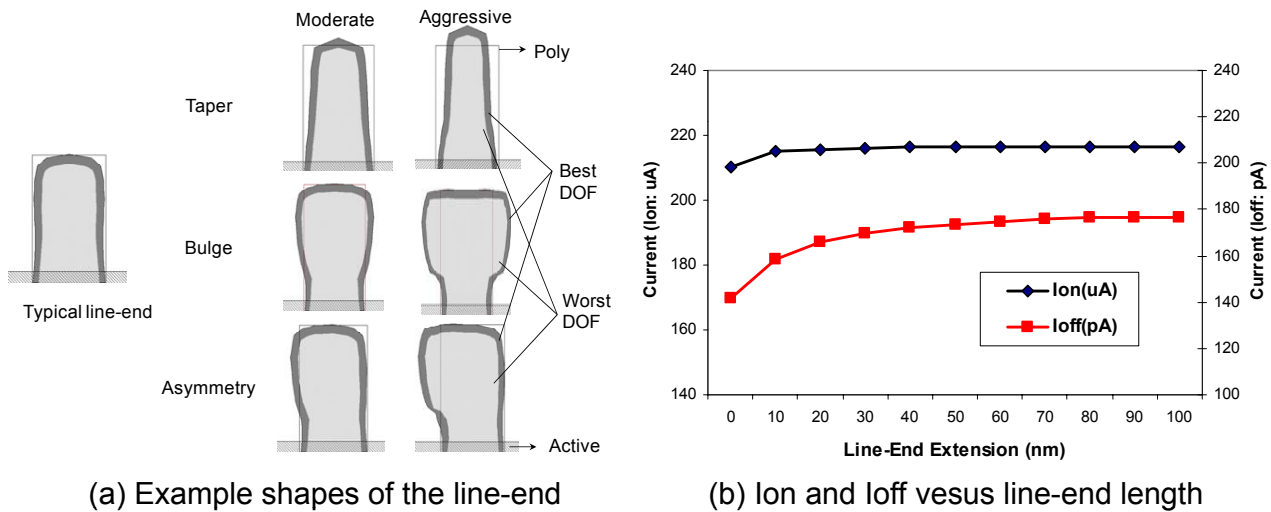 Moderate
Aggressive
Poly
Taper
Best
DOF
Bulge
Typical line-end
Worst
DOF
Asymmetry
Active
(a) Example shapes of the line-end
240
220
200
180
160
140
Current (Ion: uA)
240
220
200
180
160
140
120
100
Current (Ioff: pA)
Ion(uA)
Ioff(pA)
0 10 20 30 40 50 60 70 80 90 100
Line-End Extension (nm)
(b) Ion and Ioff vesus line-end length